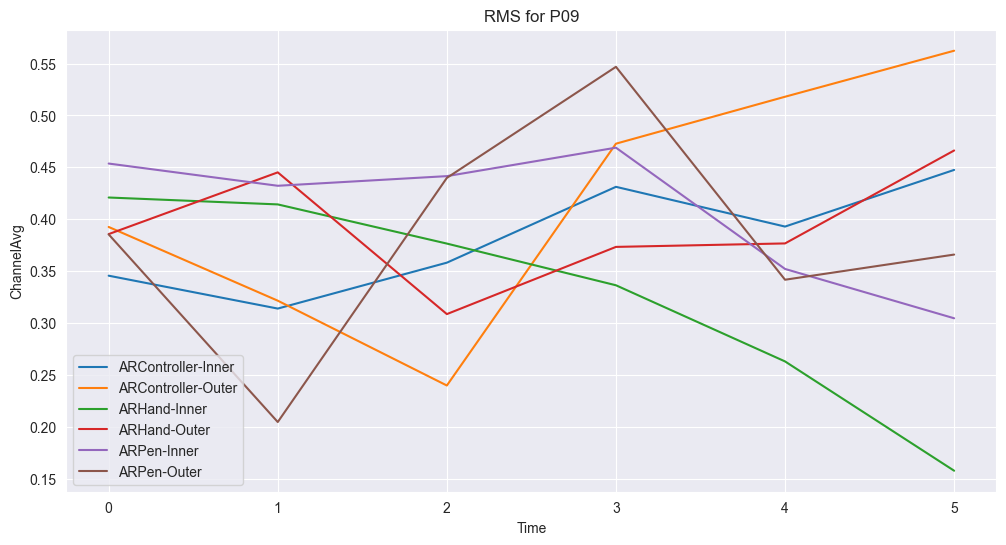 RMS for P09
ChannelAvg
0.55
0.50
0.45
0.40
0.35
0.30
0.25
0.20
0.15
ARController-Inner
ARController-Outer
ARHand-Inner
ARHand-Outer
ARPen-Inner
ARPen-Outer
0 1 2 3 4 5
Time